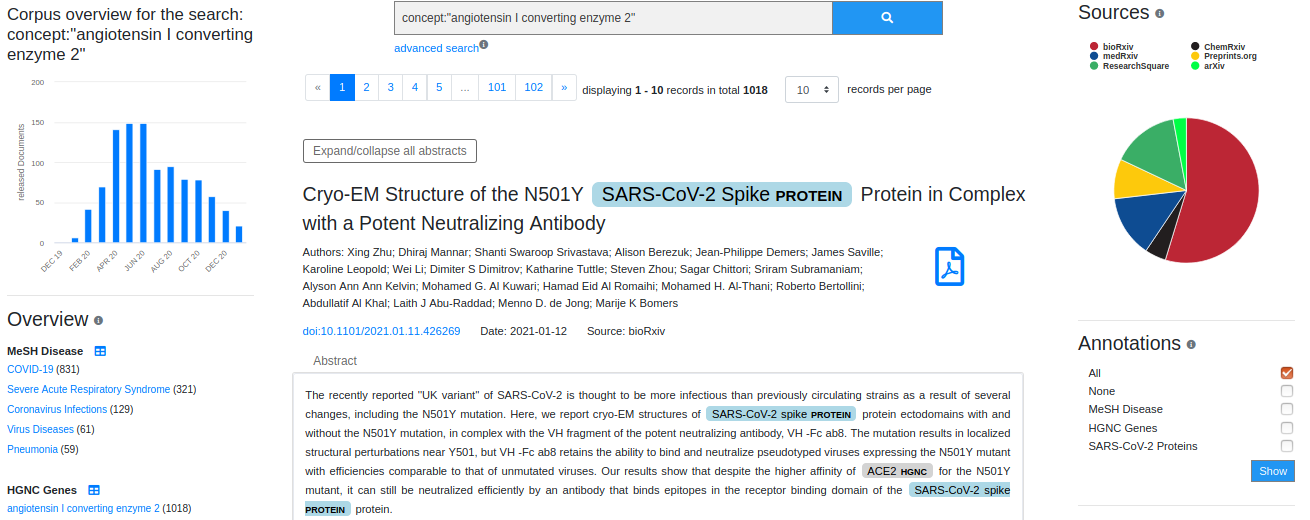 Corpus overview for the search:
concept:"angiotensin I converting
enzyme 2"
200
150
100
50
0
released Documents
DEC 19
FEB 20
APR 20
JUN 20
AUG 20
OCT 20
DEC 20
Overview
MeSH Disease
COVID-19 (831)
Severe Acute Respiratory Syndrome (321)
Coronavirus Infections (129)
Virus Diseases (61)
Pneumonia (59)
HGNC Genes
angiotensin I converting enzyme 2 (1018)
concept:"angiotensin I converting enzyme 2"
advanced search
« 1 2 3 4 5 ... 101 102 » displaying 1 - 10 records in total 1018 10 records per page
Expand/collapse all abstracts
Cryo-EM Structure of the N501Y SARS-CoV-2 Spike PROTEIN Protein in Complex
with a Potent Neutralizing Antibody
Authors: Xing Zhu; Dhiraj Mannar; Shanti Swaroop Srivastava; Alison Berezuk; Jean-Philippe Demers; James Saville;
Karoline Leopold; Wei Li; Dimiter S Dimitrov; Katharine Tuttle; Steven Zhou; Sagar Chittori; Sriram Subramaniam;
Alyson Ann Ann Kelvin; Mohamed G. Al Kuwari; Hamad Eid Al Romaihi; Mohamed H. Al-Thani; Roberto Bertollini;
Abdullatif Al Khal; Laith J Abu-Raddad; Menno D. de Jong; Marije K Bomers
doi:10.1101/2021.01.11.426269 Date: 2021-01-12 Source: bioRxiv
Abstract
The recently reported "UK variant" of SARS-CoV-2 is thought to be more infectious than previously circulating strains as a result of several
changes, including the N501Y mutation. Here, we report cryo-EM structures of SARS-CoV-2 spike PROTEIN protein ectodomains with and
without the N501Y mutation, in complex with the VH fragment of the potent neutralizing antibody, VH -Fc ab8. The mutation results in localized
structural perturbations near Y501, but VH -Fc ab8 retains the ability to bind and neutralize pseudotyped viruses expressing the N501Y mutant
with efficiencies comparable to that of unmutated viruses. Our results show that despite the higher affinity of ACE2 HGNC for the N501Y
mutant, it can still be neutralized efficiently by an antibody that binds epitopes in the receptor binding domain of the SARS-CoV-2 spike
PROTEIN protein.
Sources
bioRxiv
medRxiv
ResearchSquare
ChemRxiv
Preprints.org
arXiv
Annotations
All
None
MeSH Disease
HGNC Genes
SARS-CoV-2 Proteins
Show